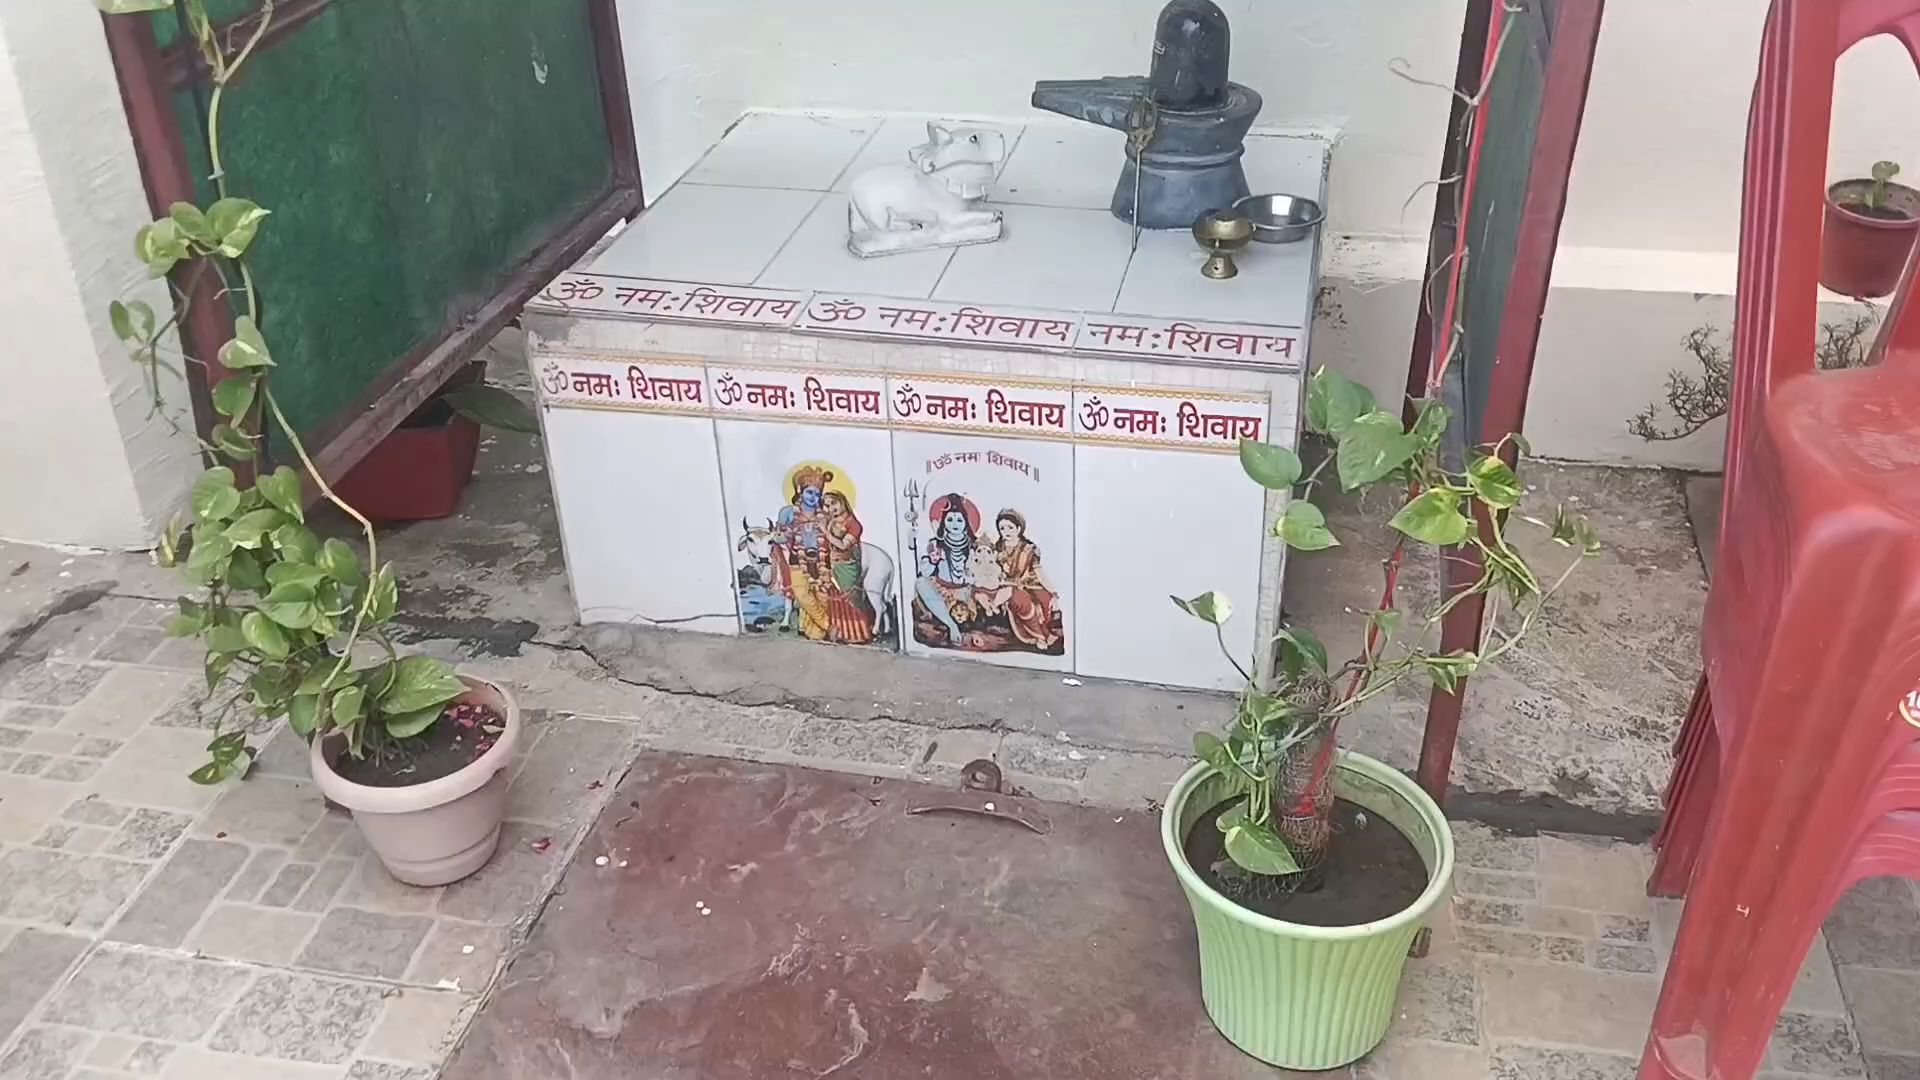 ॐ नम:शिवाय ॐ नम:शिवाय नम:शिवाय
ॐ नमः शिवाय ॐ नमः शिवाय ॐ नमः शिवाय ॐ नमः शिवाय
॥ॐ नमः शिवाय॥